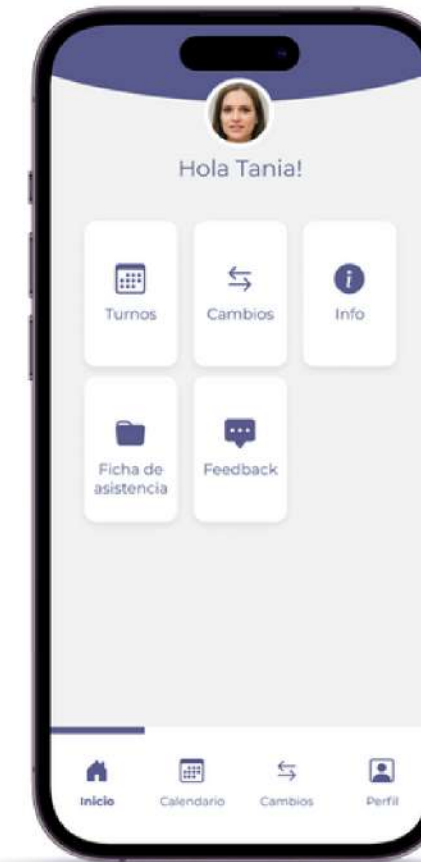 Hola Tania!
Turnos
Cambios
Info
Ficha de
asistencia
Feedback
Inicio
Calendario
Cambios
Perfil